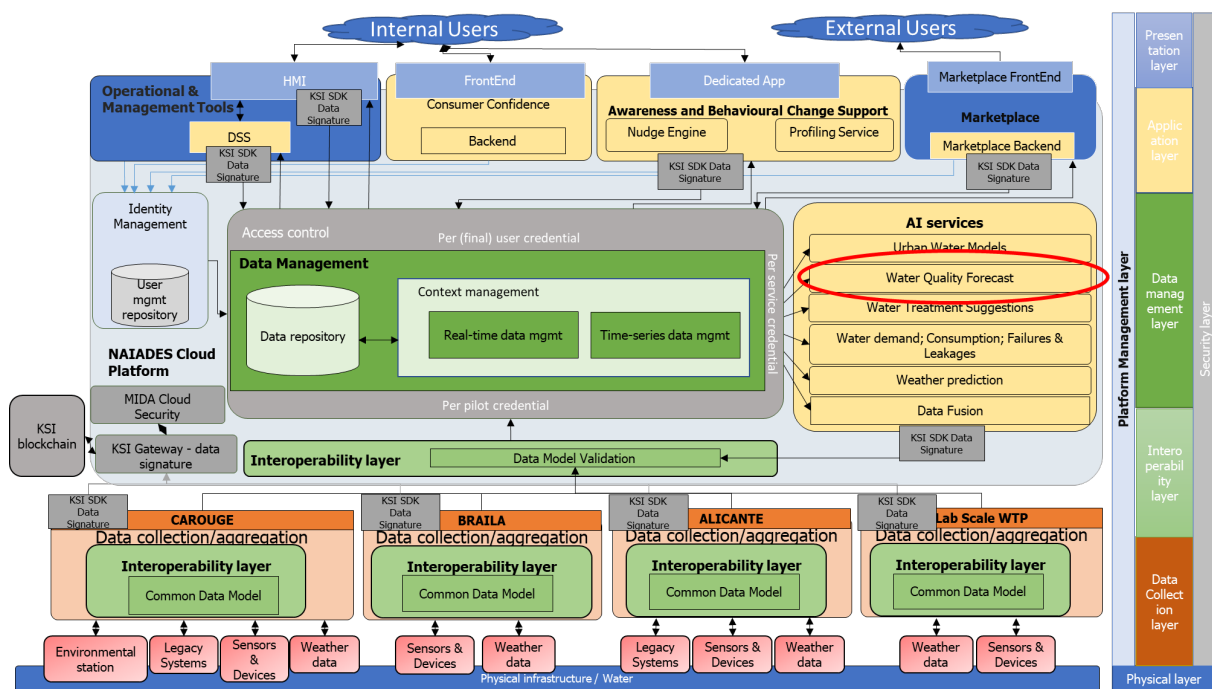 Internal Users
External Users
HMI
FrontEnd
Dedicated App
Marketplace FrontEnd
Operational &
Management Tools
KSI SDK
Data
Signature
DSS
KSI SDK
Data
Signature
Consumer Confidence
Backend
Awareness and Behavioural Change Support
Nudge Engine
Profiling Service
KSI SDK Data
Signature
Marketplace
Marketplace Backend
KSI SDK Data
Signature
Identity
Management
User
mgmt
repository
NAIADES Cloud
Platform
MIDA Cloud
Security
KSI
blockchain
KSI Gateway - data
signature
Access control
Per (final) user credential
Per service credential
Per pilot credential
Data Management
Data repository
Context management
Real-time data mgmt
Time-series data mgmt
AI services
Urban Water Models
Water Quality Forecast
Water Treatment Suggestions
Water demand; Consumption; Failures &
Leakages
Weather prediction
Data Fusion
KSI SDK Data
Signature
Interoperability layer
Data Model Validation
KSI SDK
Data
Signature
CAROUGE
Data collection/aggregation
Interoperability layer
Common Data Model
KSI SDK
Data
Signature
BRAILA
Data collection/aggregation
Interoperability layer
Common Data Model
KSI SDK
Data
Signature
ALICANTE
Data collection/aggregation
Interoperability layer
Common Data Model
KSI SDK
Data
Signature
Lab Scale WTP
Data collection/aggregation
Interoperability layer
Common Data Model
Environmental
station
Legacy
Systems
Sensors
&
Devices
Weather
data
Sensors &
Devices
Weather
data
Legacy
Systems
Sensors &
Devices
Weather
data
Weather
data
Sensors &
Devices
Physical infrastructure / Water
Platform Management layer
Presen
tation
layer
Applic
ation
layer
Data
manag
ement
layer
Intero
perabil
ity
layer
Data
Collect
ion
layer
Security layer
Physical layer